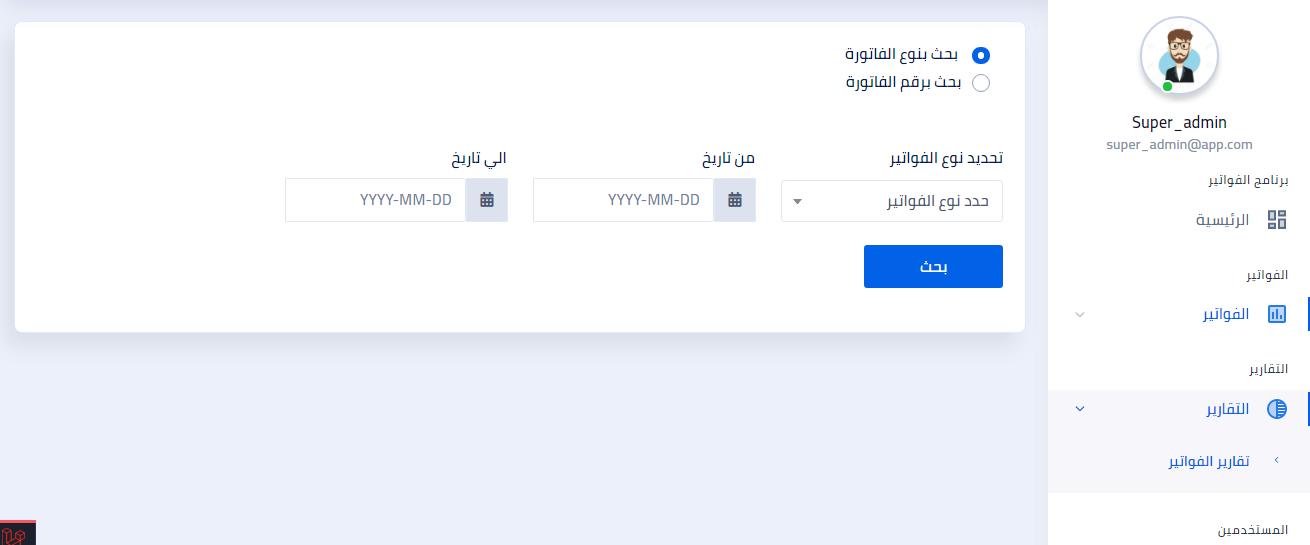 Super_admin
super_admin@app.com
برنامج الفواتير
الرئيسية
الفواتير
الفواتير
التقارير
التقارير
تقارير الفواتير
المستخدمين
بحث بنوع الفاتورة
بحث برقم الفاتورة
تحديد نوع الفواتير
من تاريخ
الي تاريخ
حدد نوع الفواتير
YYYY-MM-DD
YYYY-MM-DD
بحث